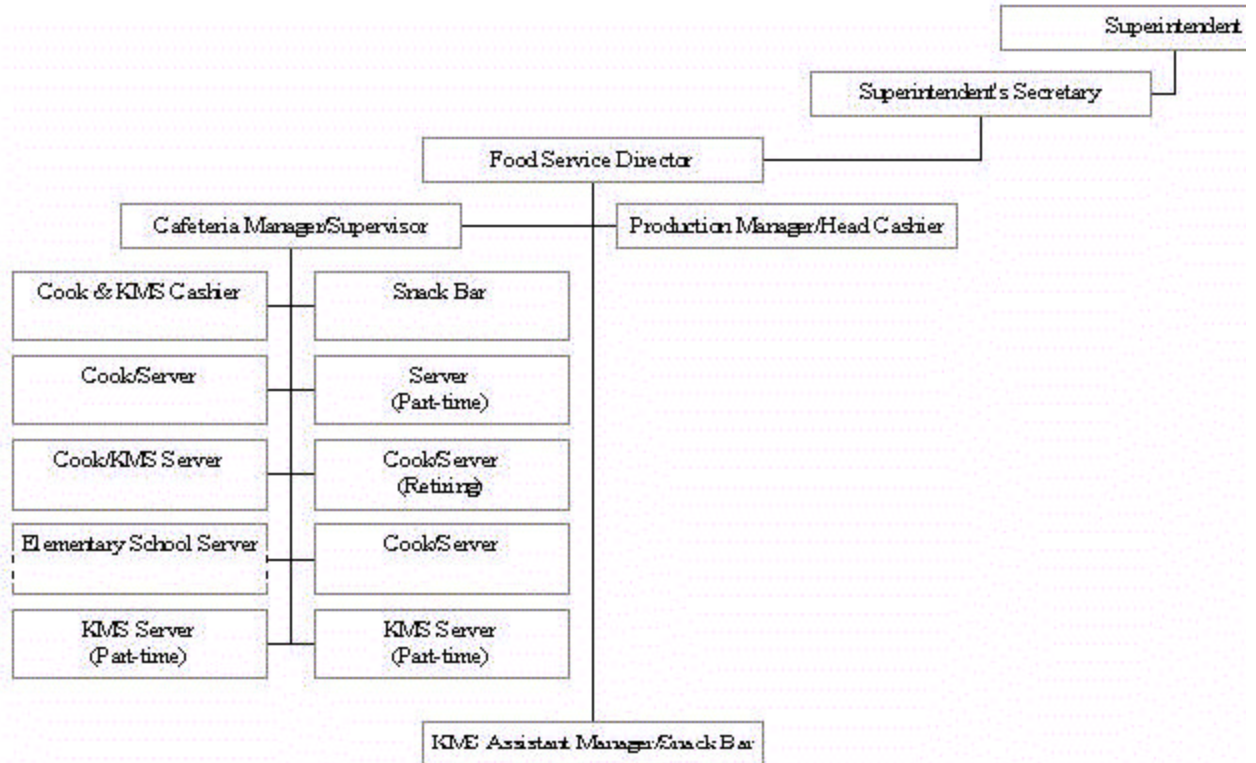 Superintendent
Superintendent's Secretary
Food Service Director
Cafeteria Manager/Supervisor
Production Manager/Head Cashier
Cook & KMS Cashier
Snack Bar
Cook/Server
Server
(Part-time)
Cook/KMS Server
Cook/Server
(Retiring)
Elementary School Server
Cook/Server
KMS Server
(Part-time)
KMS Server
(Part-time)
KMS Assistant Manager/Snack Bar